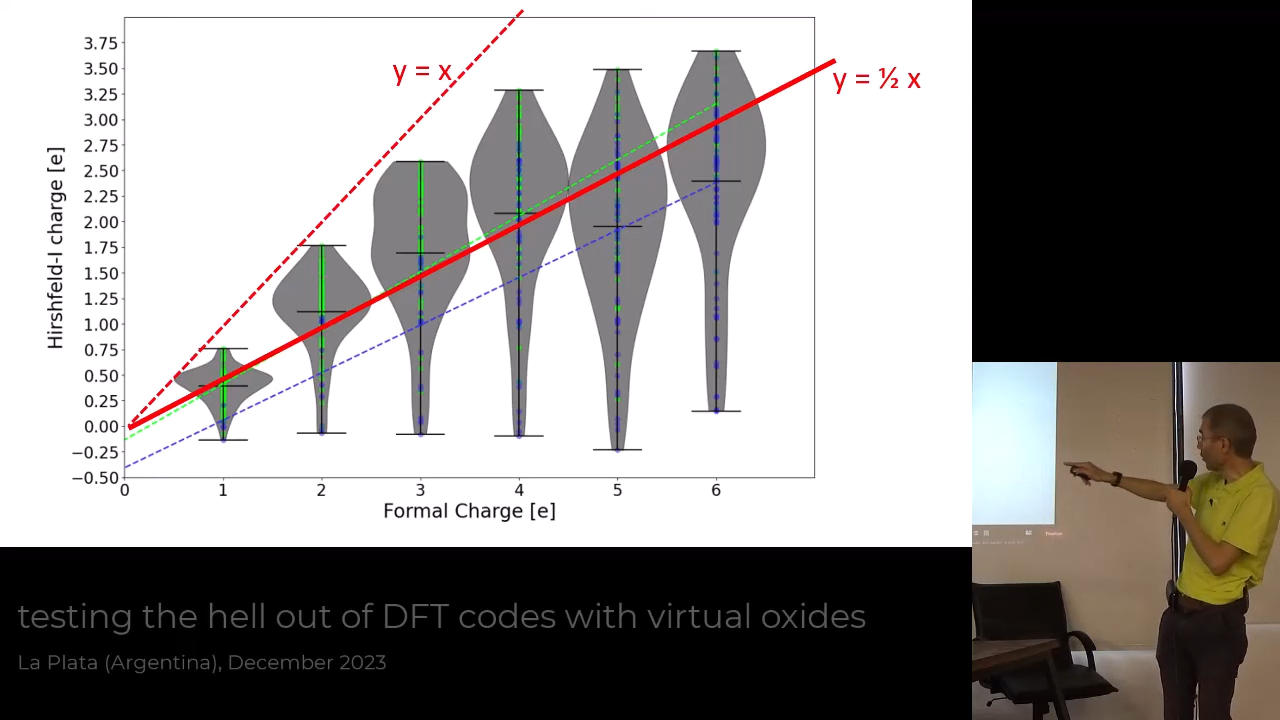 y = x
y = ½ x
3.75
3.50
3.25
3.00
2.75
2.50
2.25
2.00
1.75
1.50
1.25
1.00
0.75
0.50
0.25
0.00
−0.25
−0.50
Hirshfeld-I charge [e]
0 1 2 3 4 5 6
Formal Charge [e]
testing the hell out of DFT codes with virtual oxides
La Plata (Argentina), December 2023